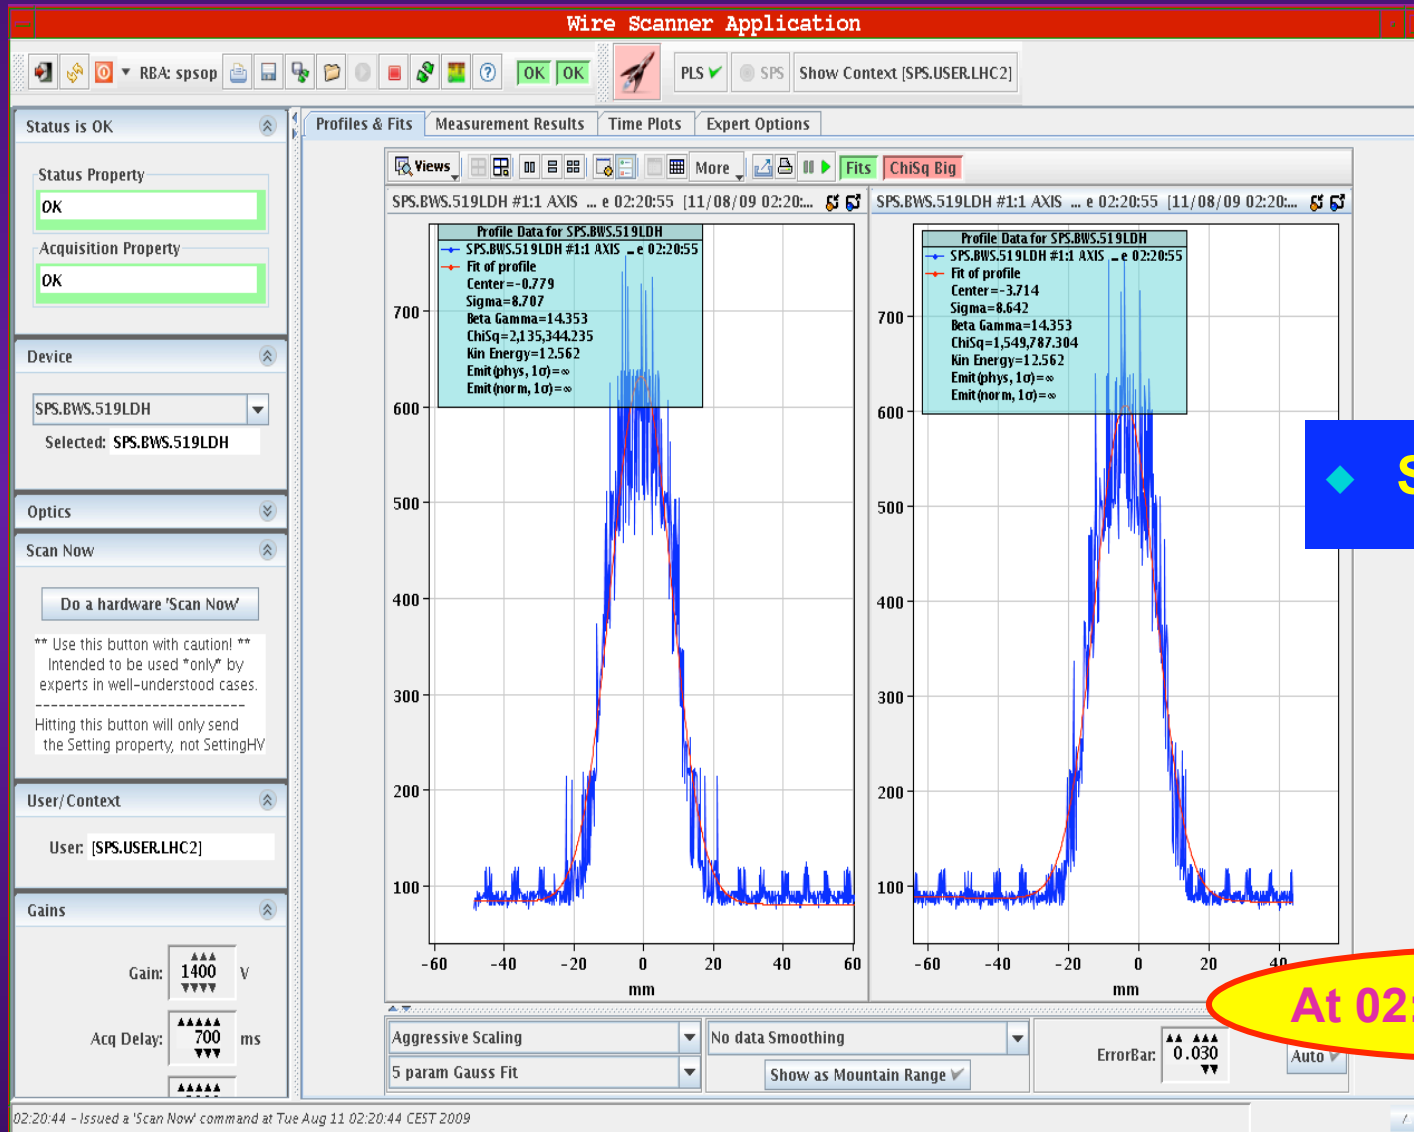 Wire Scanner Application
RBA: spsop
OK OK
PLS
SPS
Show Context [SPS.USER.LHC2]
Status is OK
Status Property
OK
Acquisition Property
OK
Device
SPS.BWS.519LDH
Selected: SPS.BWS.519LDH
Optics
Scan Now
Do a hardware 'Scan Now'
** Use this button with caution! **
Intended to be used *only* by
experts in well-understood cases.
---------------------------
Hitting this button will only send
the Setting property, not SettingHV
User/Context
User: [SPS.USER.LHC2]
Gains
Gain: 1400 V
Acq Delay: 700 ms
Profiles & Fits
Measurement Results
Time Plots
Expert Options
Views
More
Fits
ChiSq Big
SPS.BWS.519LDH #1:1 AXIS ... e 02:20:55 [11/08/09 02:20:...
Profile Data for SPS.BWS.519LDH
SPS.BWS.519LDH #1:1 AXIS ... e 02:20:55
Fit of profile
Center=-0.779
Sigma=8.707
Beta Gamma=14.353
ChiSq=2,135,344.235
Kin Energy=12.562
Emit(phys, 1σ)=∞
Emit(norm, 1σ)=∞
700
600
500
400
300
200
100
-60 -40 -20 0 20 40 60
mm
SPS.BWS.519LDH #1:1 AXIS ... e 02:20:55 [11/08/09 02:20:...
Profile Data for SPS.BWS.519LDH
SPS.BWS.519LDH #1:1 AXIS ... e 02:20:55
Fit of profile
Center=-3.714
Sigma=8.642
Beta Gamma=14.353
ChiSq=1,549,787.304
Kin Energy=12.562
Emit(phys, 1σ)=∞
Emit(norm, 1σ)=∞
700
600
500
400
300
200
100
-60 -40 -20 0 20 40
mm
S
At 02:
Aggressive Scaling
5 param Gauss Fit
No data Smoothing
Show as Mountain Range
ErrorBar: 0.030
Auto
02:20:44 - Issued a 'Scan Now' command at Tue Aug 11 02:20:44 CEST 2009